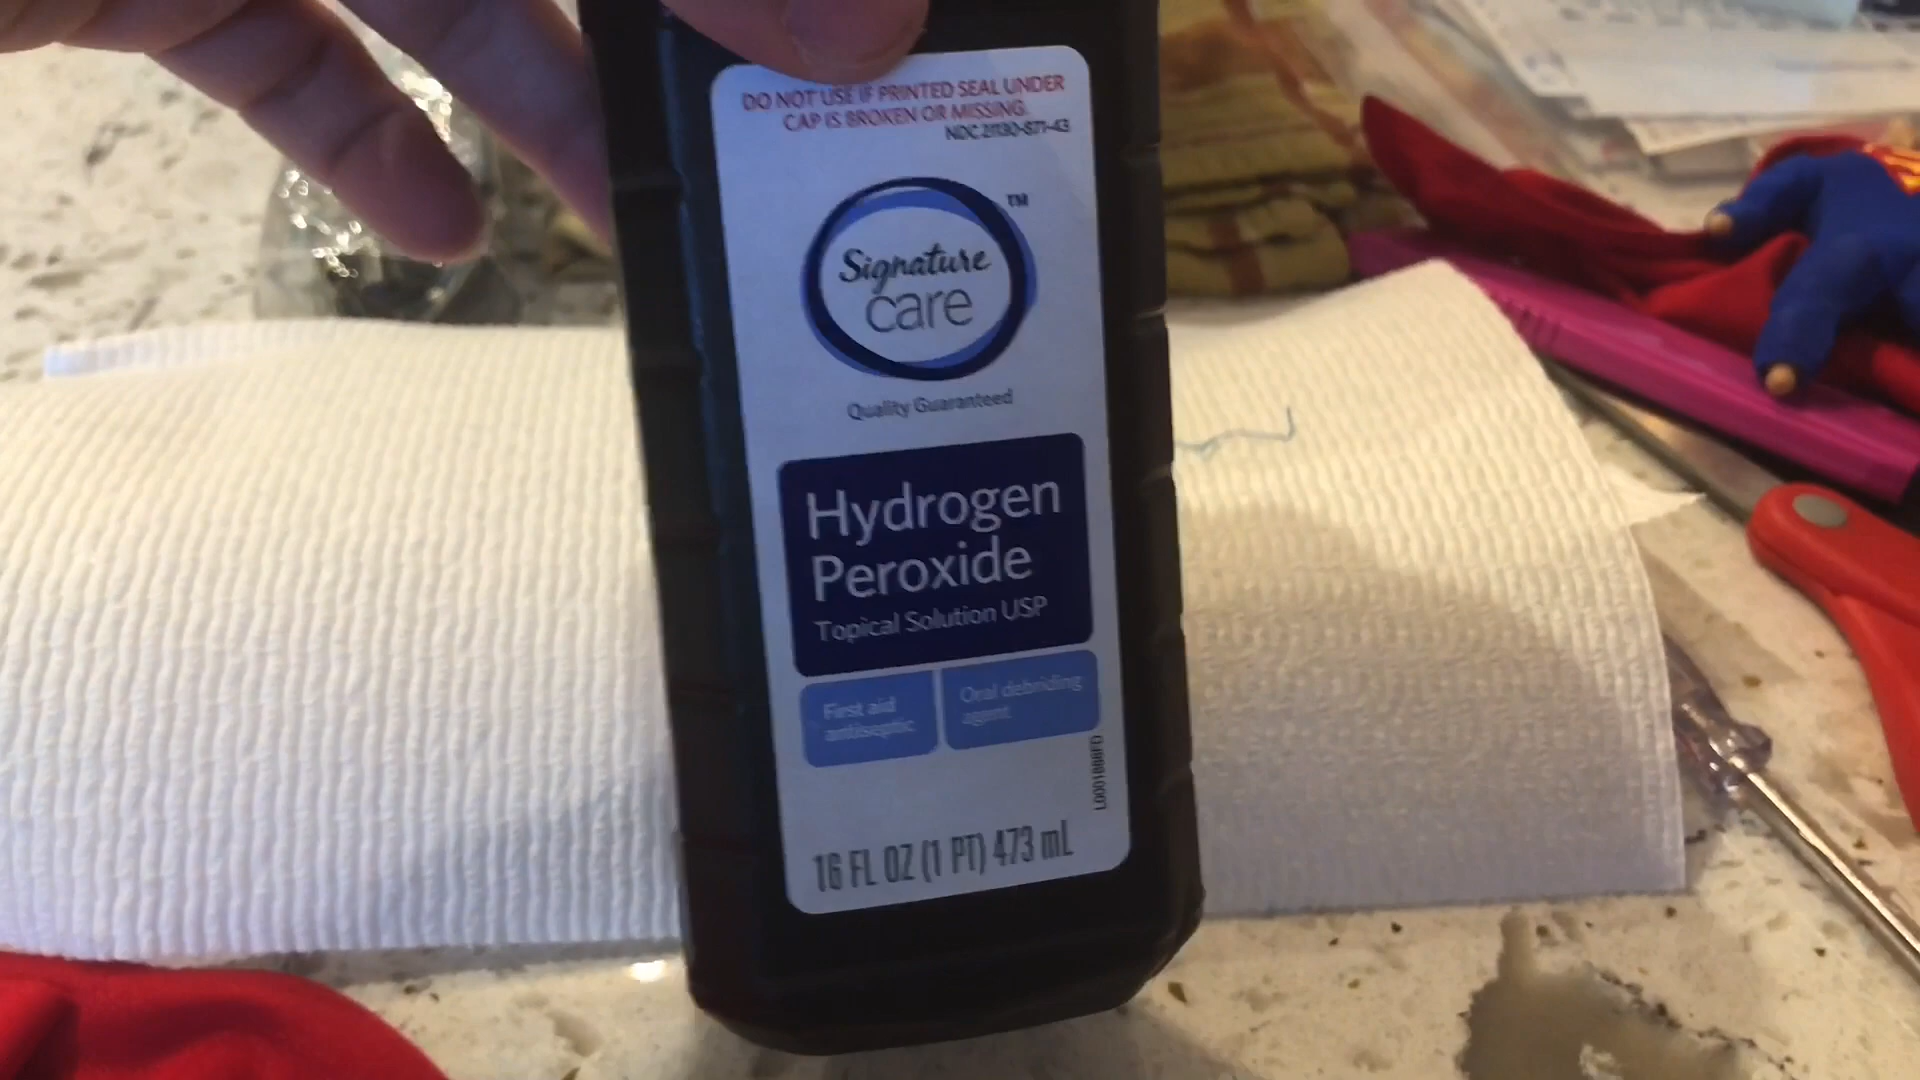 DO NOT USE IF PRINTED SEAL UNDER
CAP IS BROKEN OR MISSING.
NDC 21130-871-43
Signature
care
TM
Quality Guaranteed
Hydrogen
Peroxide
Topical Solution USP
First aid
antiseptic
Oral debriding
agent
L0001888FD
16 FL OZ (1 PT) 473 mL